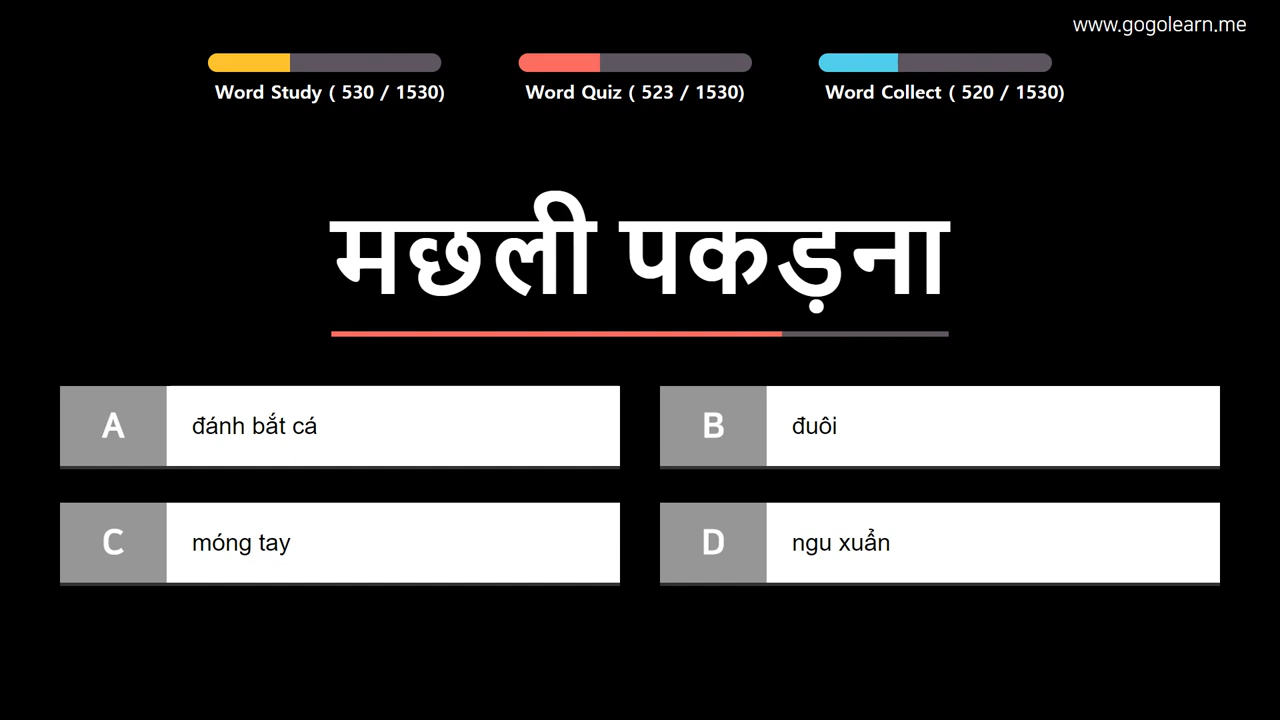 www.gogolearn.me
Word Study ( 530 / 1530)
Word Quiz ( 523 / 1530)
Word Collect ( 520 / 1530)
मछली पकड़ना
A đánh bắt cá
B đuôi
C móng tay
D ngu xuẩn